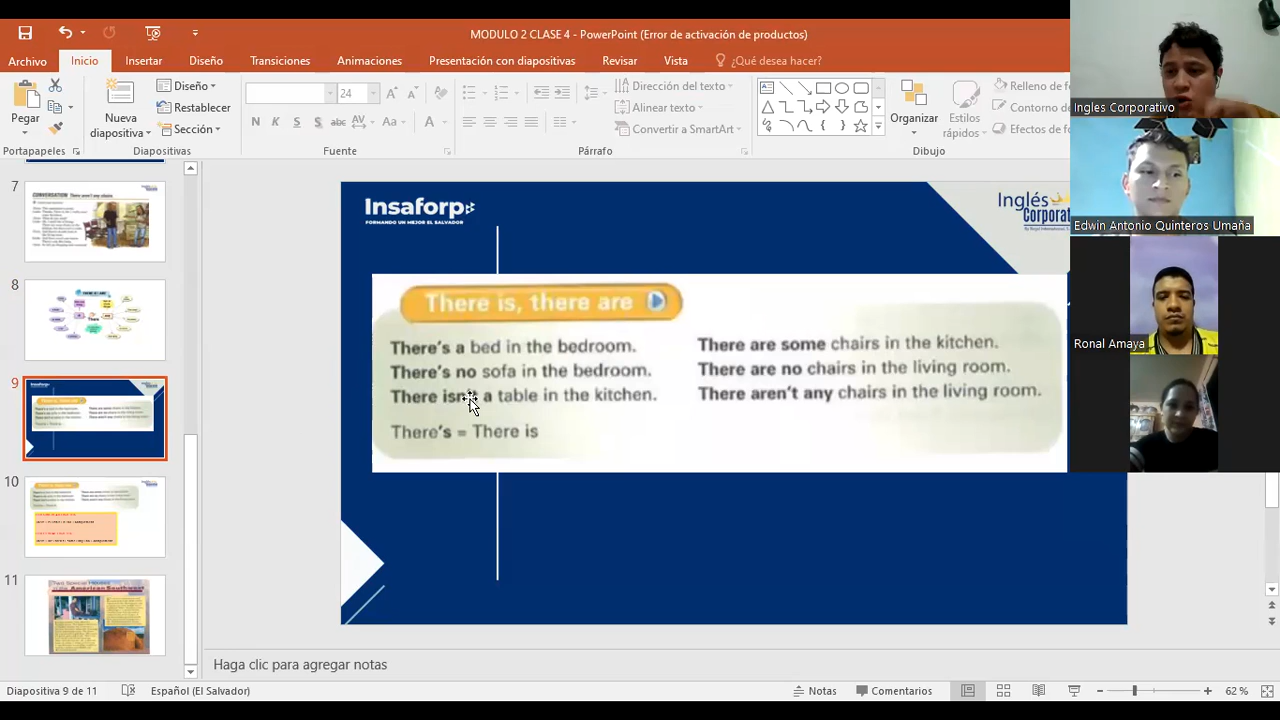 MODULO 2 CLASE 4 - PowerPoint (Error de activación de productos)
Archivo Inicio Insertar Diseño Transiciones Animaciones Presentación con diapositivas Revisar Vista ¿Qué desea hacer?
Pegar
Nueva diapositiva
Diseño
Restablecer
Sección
24
N K S abc AV Aa A
Dirección del texto
Alinear texto
Convertir a SmartArt
Organizar
Estilos rápidos
Relleno de
Contorno de
Efectos de
Portapapeles Diapositivas Fuente Párrafo Dibujo
Ingles Corporativo
Edwin Antonio Quinteros Umaña
Ronal Amaya
7
8
9
10
11
Insaforp
FORMANDO UN MEJOR EL SALVADOR
Inglés
There is, there are
There's a bed in the bedroom.
There's no sofa in the bedroom.
There isn't a table in the kitchen.
There's = There is
There are some chairs in the kitchen.
There are no chairs in the living room.
There aren't any chairs in the living room.
Haga clic para agregar notas
Diapositiva 9 de 11 Español (El Salvador) Notas Comentarios 62 %